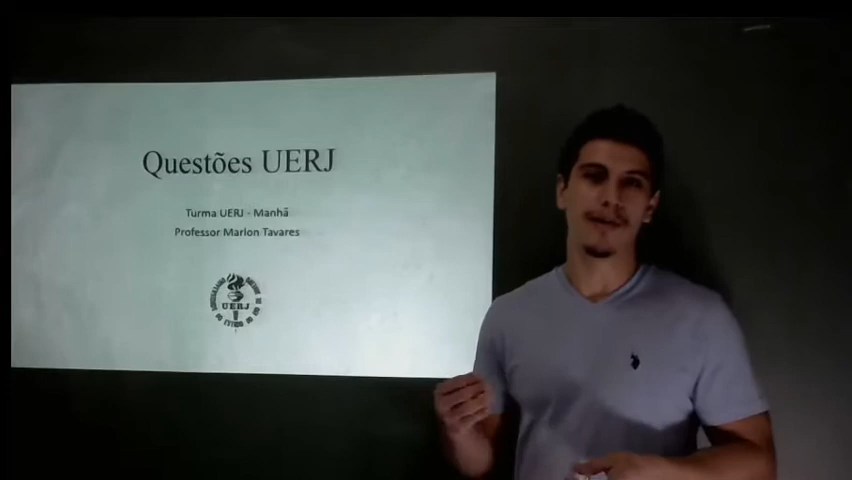 Questões UERJ
Turma UERJ - Manhã
Professor Marlon Tavares
UERJ